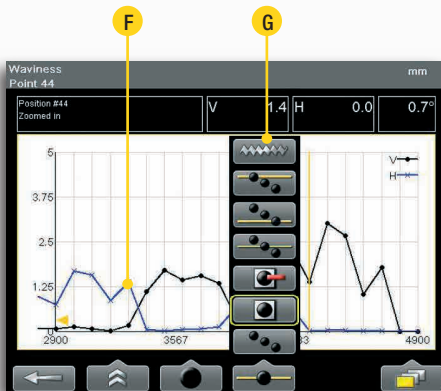 F G
Waviness mm
Point 44
Position #44
Zoomed in
V 1.4 H 0.0 0.7°
5
3.75
2.5
1.25
0
V
H
2900 3567 33 4900